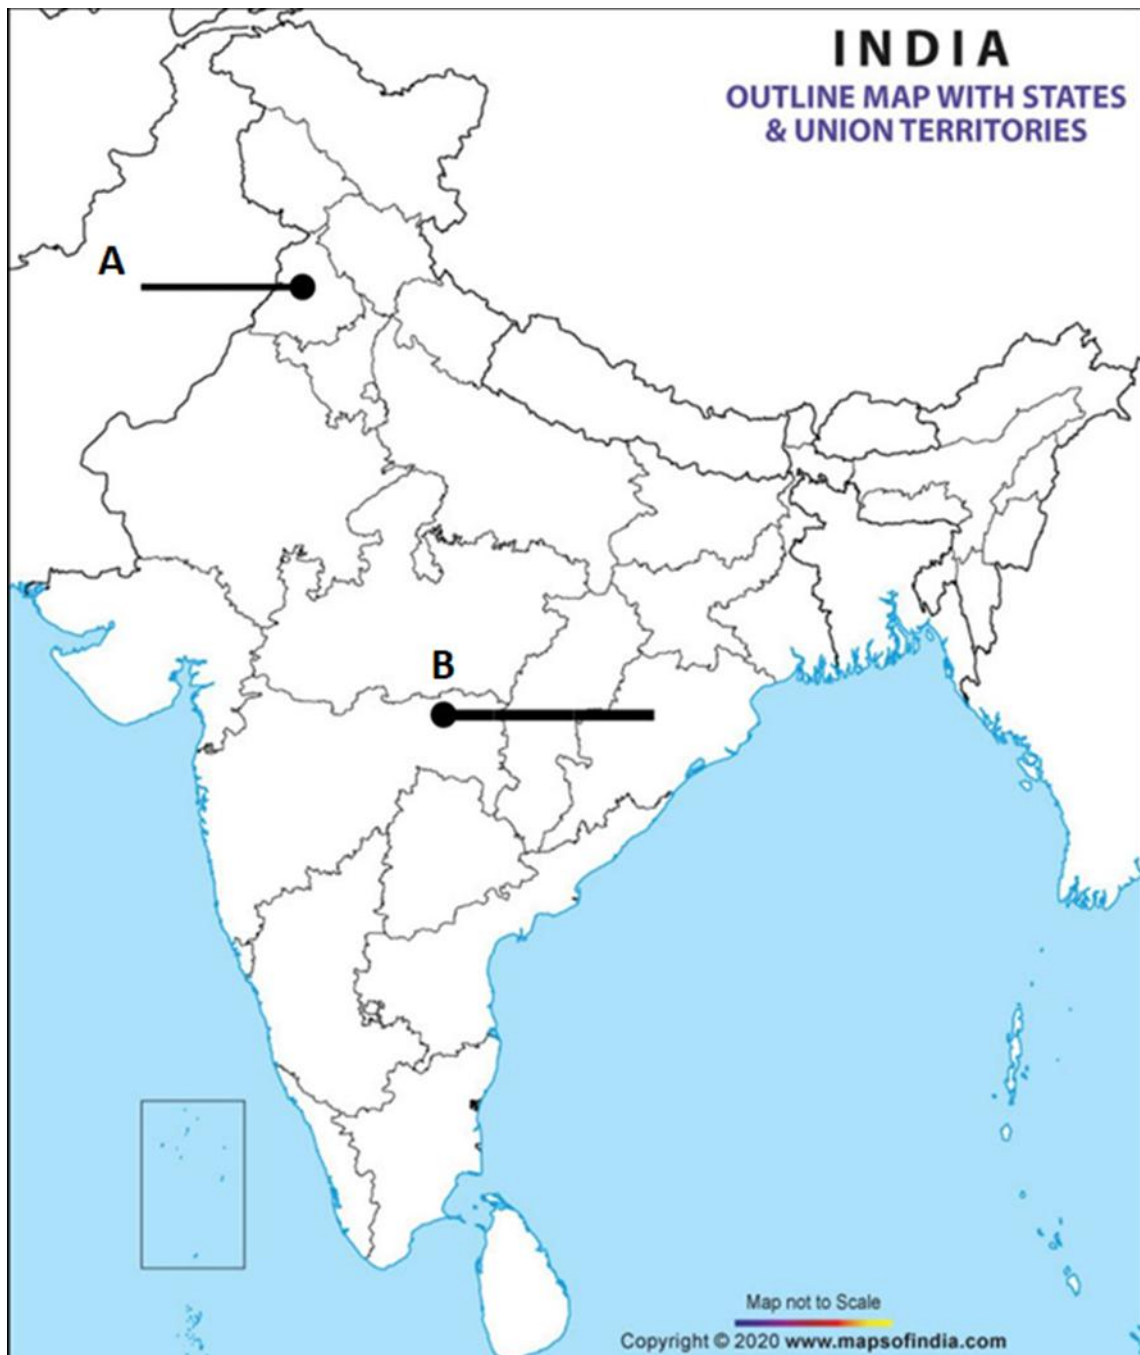 INDIA
OUTLINE MAP WITH STATES
& UNION TERRITORIES
A
B
Map not to Scale
Copyright © 2020 www.mapsofindia.com